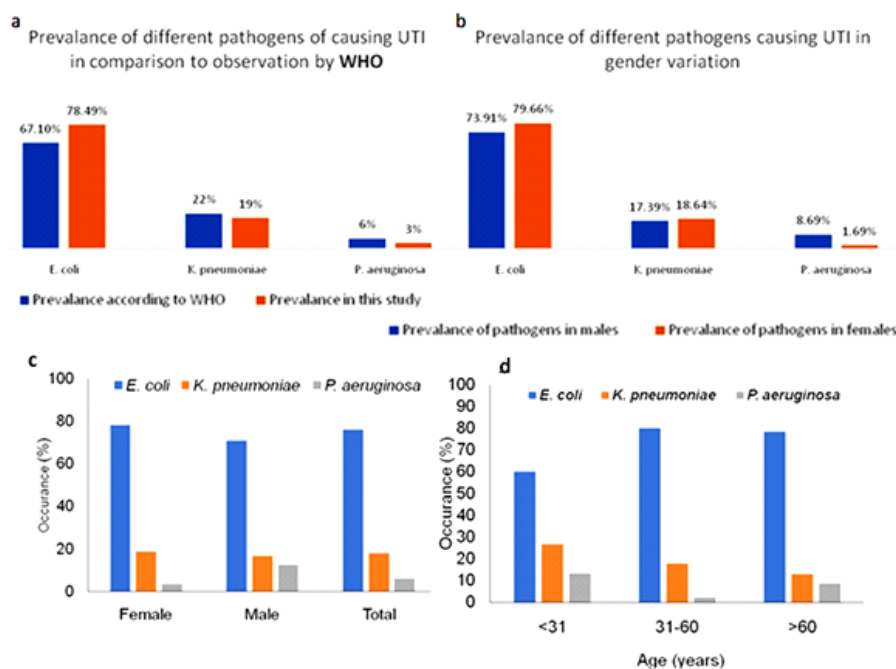 a
Prevalance of different pathogens of causing UTI
in comparison to observation by WHO
67.10%
78.49%
22%
19%
6%
3%
E. coli
K. pneumoniae
P. aeruginosa
Prevalance according to WHO
Prevalance in this study
b
Prevalance of different pathogens causing UTI in
gender variation
73.91%
79.66%
17.39%
18.64%
8.69%
1.69%
E. coli
K. pneumoniae
P. aeruginosa
Prevalance of pathogens in males
Prevalance of pathogens in females
c
E. coli
K. pneumoniae
P. aeruginosa
Occurance (%)
100
80
60
40
20
0
Female
Male
Total
d
E. coli
K. pneumoniae
P. aeruginosa
Occurance (%)
100
90
80
70
60
50
40
30
20
10
0
<31
31-60
>60
Age (years)